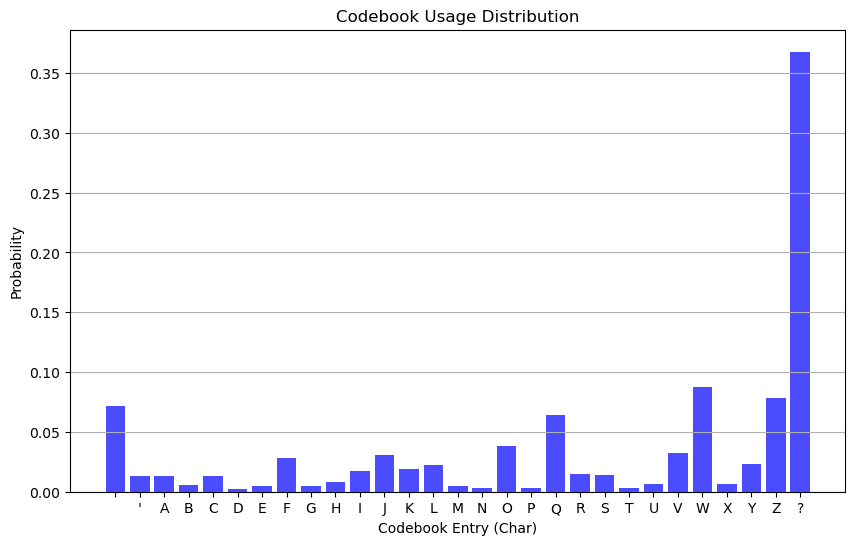 Codebook Usage Distribution
Probability
0.35
0.30
0.25
0.20
0.15
0.10
0.05
0.00
' A B C D E F G H I J K L M N O P Q R S T U V W X Y Z ?
Codebook Entry (Char)